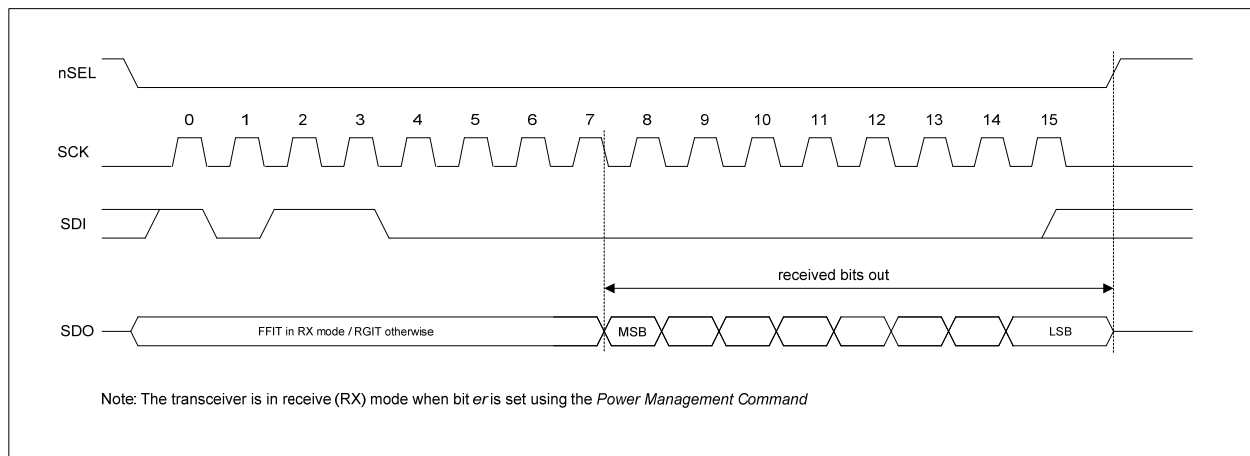 nSEL
0 1 2 3 4 5 6 7 8 9 10 11 12 13 14 15
SCK
SDI
received bits out
SDO
FFIT in RX mode / RGIT otherwise
MSB
LSB
Note: The transceiver is in receive (RX) mode when bit er is set using the Power Management Command